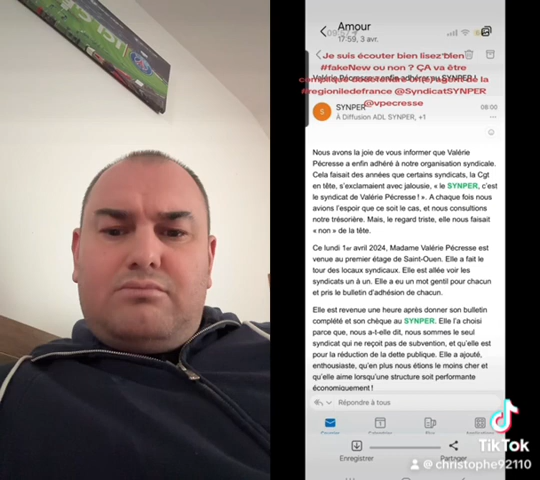 Amour
17:59, 3 avr.
Je suis écouter bien lisez bien
#fakeNew ou non ? ÇA va être
#regioniledefrance @SyndicatSYNPER
@vpecresse
SYNPER
08:00
À Diffusion ADL SYNPER, +1
Nous avons la joie de vous informer que Valérie
Pécresse a enfin adhéré à notre organisation syndicale.
Cela faisait des années que certains syndicats, la Cgt
en tête, s'exclamaient avec jalousie, « le SYNPER, c'est
le syndicat de Valérie Pécresse ! ». A chaque fois nous
avions l'espoir que ce soit le cas, et nous consultions
notre trésorière. Mais, le regard triste, elle nous faisait
« non » de la tête.
Ce lundi 1er avril 2024, Madame Valérie Pécresse est
venue au premier étage de Saint-Ouen. Elle a fait le
tour des locaux syndicaux. Elle est allée voir les
syndicats un à un. Elle a eu un mot gentil pour chacun
et pris le bulletin d'adhésion de chacun.
Elle est revenue une heure après donner son bulletin
complété et son chèque au SYNPER. Elle l'a choisi
parce que, nous a-t-elle dit, nous sommes le seul
syndicat qui ne reçoit pas de subvention, et qu'elle est
pour la réduction de la dette publique. Elle a ajouté,
enthousiaste, qu'en plus nous étions le moins cher et
qu'elle aime lorsqu'une structure soit performante
économiquement !
Répondre à tous
Enregistrer
Partager
TikTok
@christophe92110